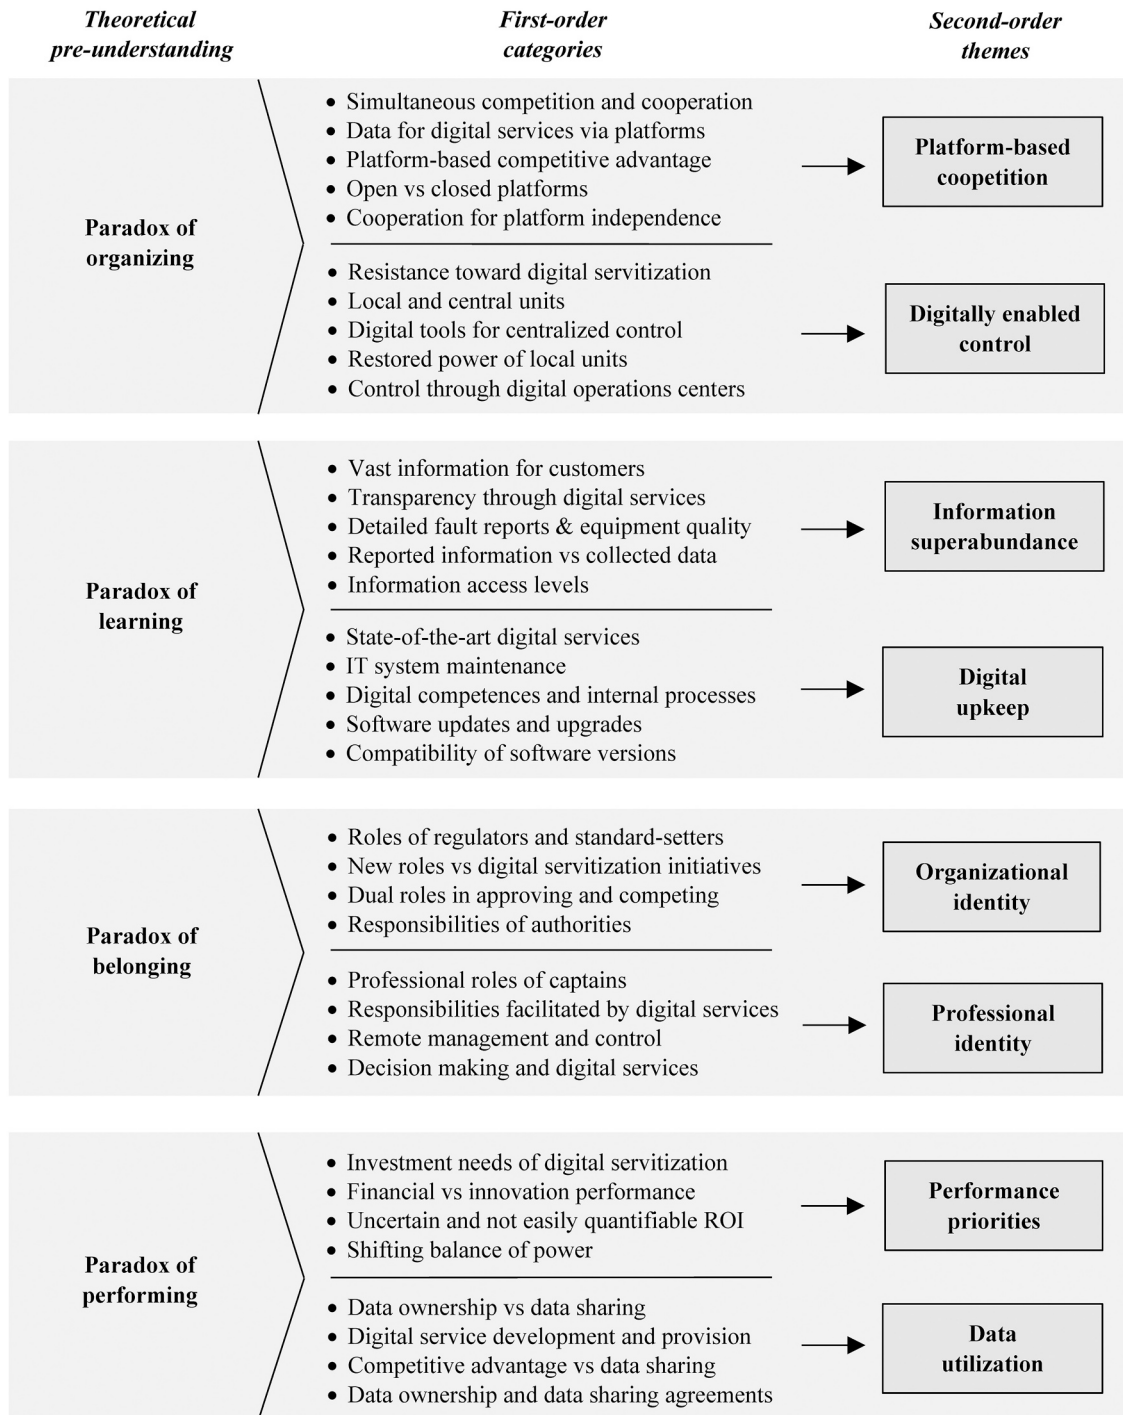 Theoretical
pre-understanding
First-order
categories
Second-order
themes
Paradox of
organizing
• Simultaneous competition and cooperation
• Data for digital services via platforms
• Platform-based competitive advantage
• Open vs closed platforms
• Cooperation for platform independence
Platform-based
coopetition
• Resistance toward digital servitization
• Local and central units
• Digital tools for centralized control
• Restored power of local units
• Control through digital operations centers
Digitally enabled
control
Paradox of
learning
• Vast information for customers
• Transparency through digital services
• Detailed fault reports & equipment quality
• Reported information vs collected data
• Information access levels
Information
superabundance
• State-of-the-art digital services
• IT system maintenance
• Digital competences and internal processes
• Software updates and upgrades
• Compatibility of software versions
Digital
upkeep
Paradox of
belonging
• Roles of regulators and standard-setters
• New roles vs digital servitization initiatives
• Dual roles in approving and competing
• Responsibilities of authorities
Organizational
identity
• Professional roles of captains
• Responsibilities facilitated by digital services
• Remote management and control
• Decision making and digital services
Professional
identity
Paradox of
performing
• Investment needs of digital servitization
• Financial vs innovation performance
• Uncertain and not easily quantifiable ROI
• Shifting balance of power
Performance
priorities
• Data ownership vs data sharing
• Digital service development and provision
• Competitive advantage vs data sharing
• Data ownership and data sharing agreements
Data
utilization